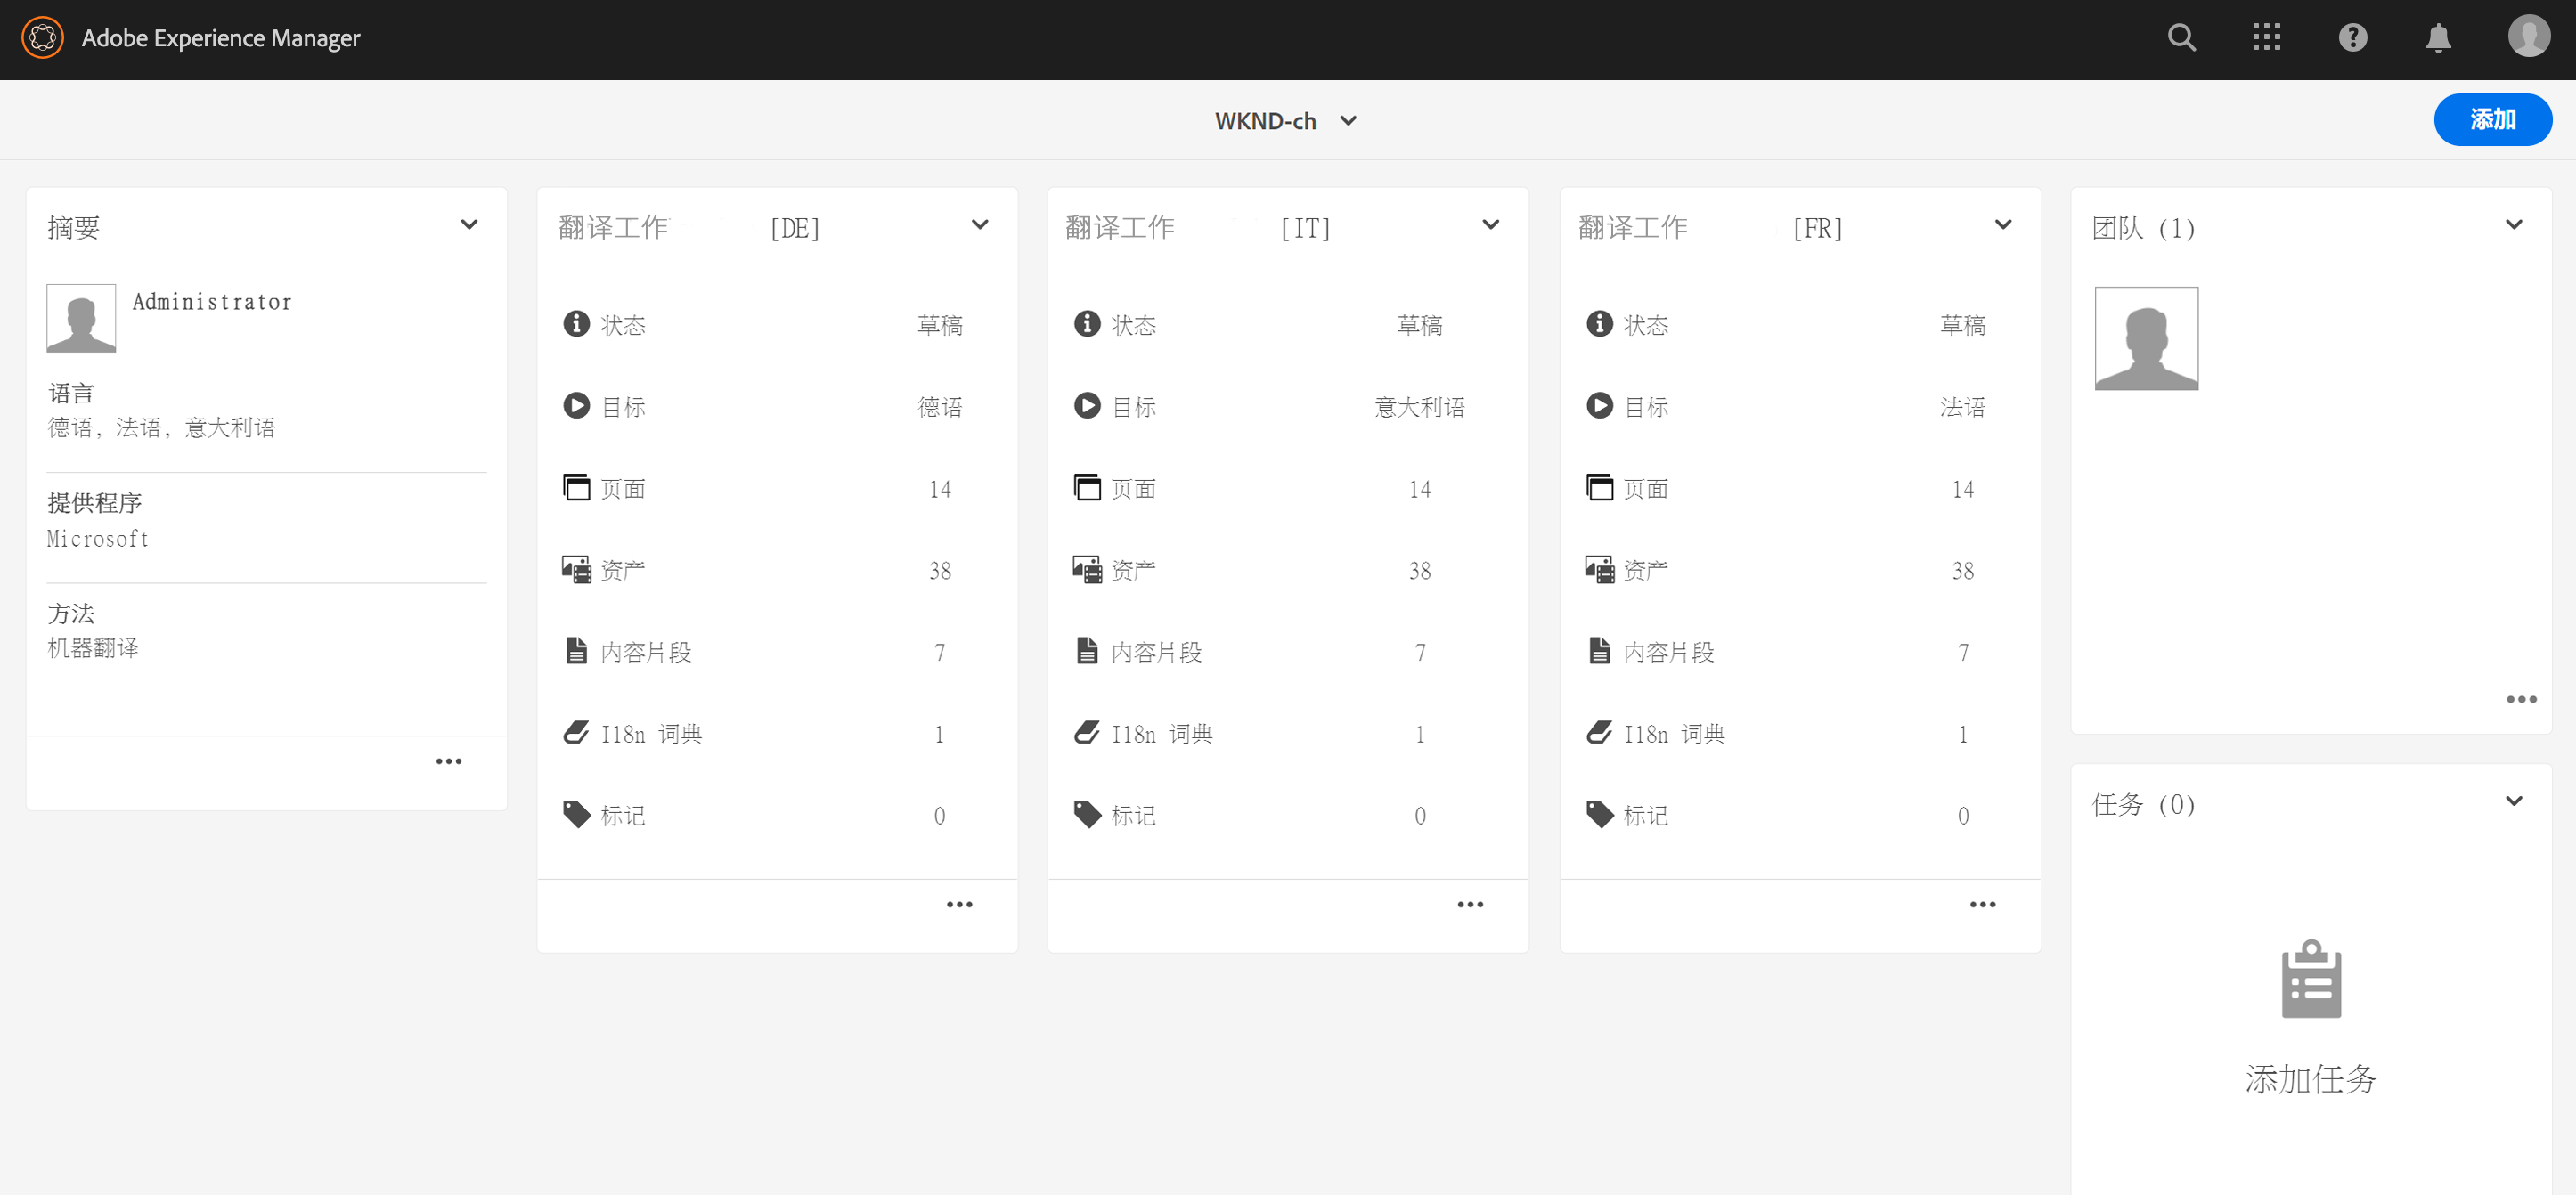 Adobe Experience Manager
WKND-ch
添加
摘要
Administrator
语言
德语, 法语, 意大利语
提供程序
Microsoft
方法
机器翻译
翻译工作 [DE]
状态 草稿
目标 德语
页面 14
资产 38
内容片段 7
I18n 词典 1
标记 0
翻译工作 [IT]
状态 草稿
目标 意大利语
页面 14
资产 38
内容片段 7
I18n 词典 1
标记 0
翻译工作 [FR]
状态 草稿
目标 法语
页面 14
资产 38
内容片段 7
I18n 词典 1
标记 0
团队 (1)
任务 (0)
添加任务